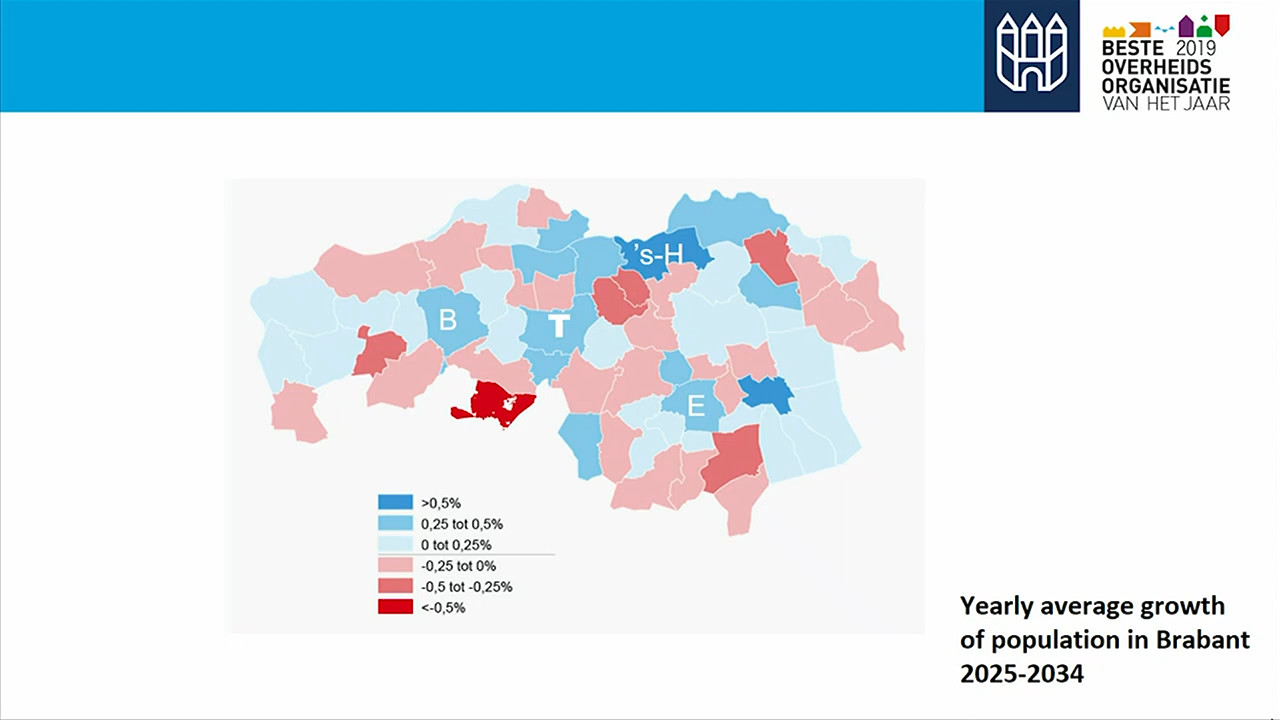 BESTE 2019
OVERHEIDS
ORGANISATIE
VAN HET JAAR
's-H
B
T
E
>0,5%
0,25 tot 0,5%
0 tot 0,25%
-0,25 tot 0%
-0,5 tot -0,25%
<-0,5%
Yearly average growth
of population in Brabant
2025-2034